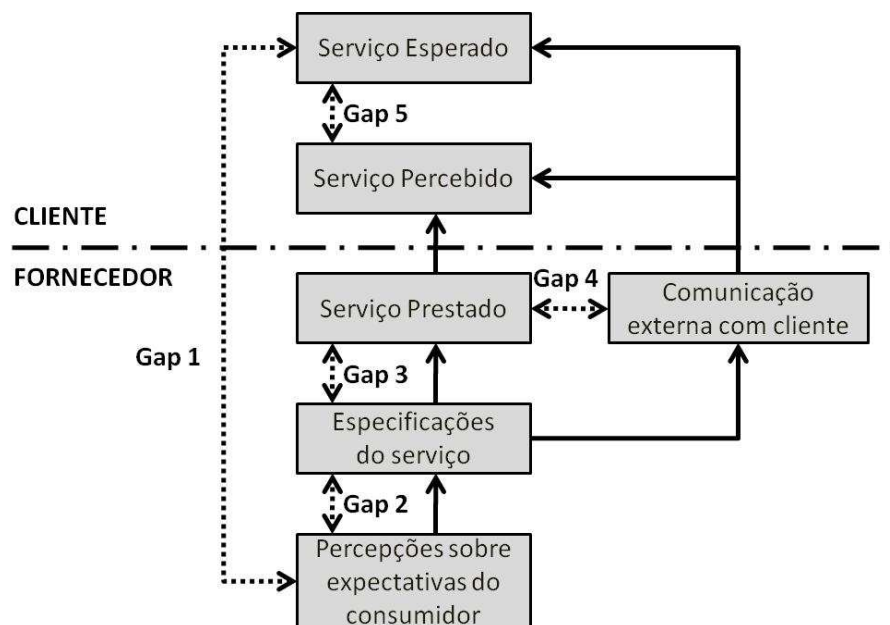 Serviço Esperado
Gap 5
Serviço Percebido
CLIENTE
FORNECEDOR
Gap 4
Serviço Prestado
Comunicação
externa com cliente
Gap 1
Gap 3
Especificações
do serviço
Gap 2
Percepções sobre
expectativas do
consumidor